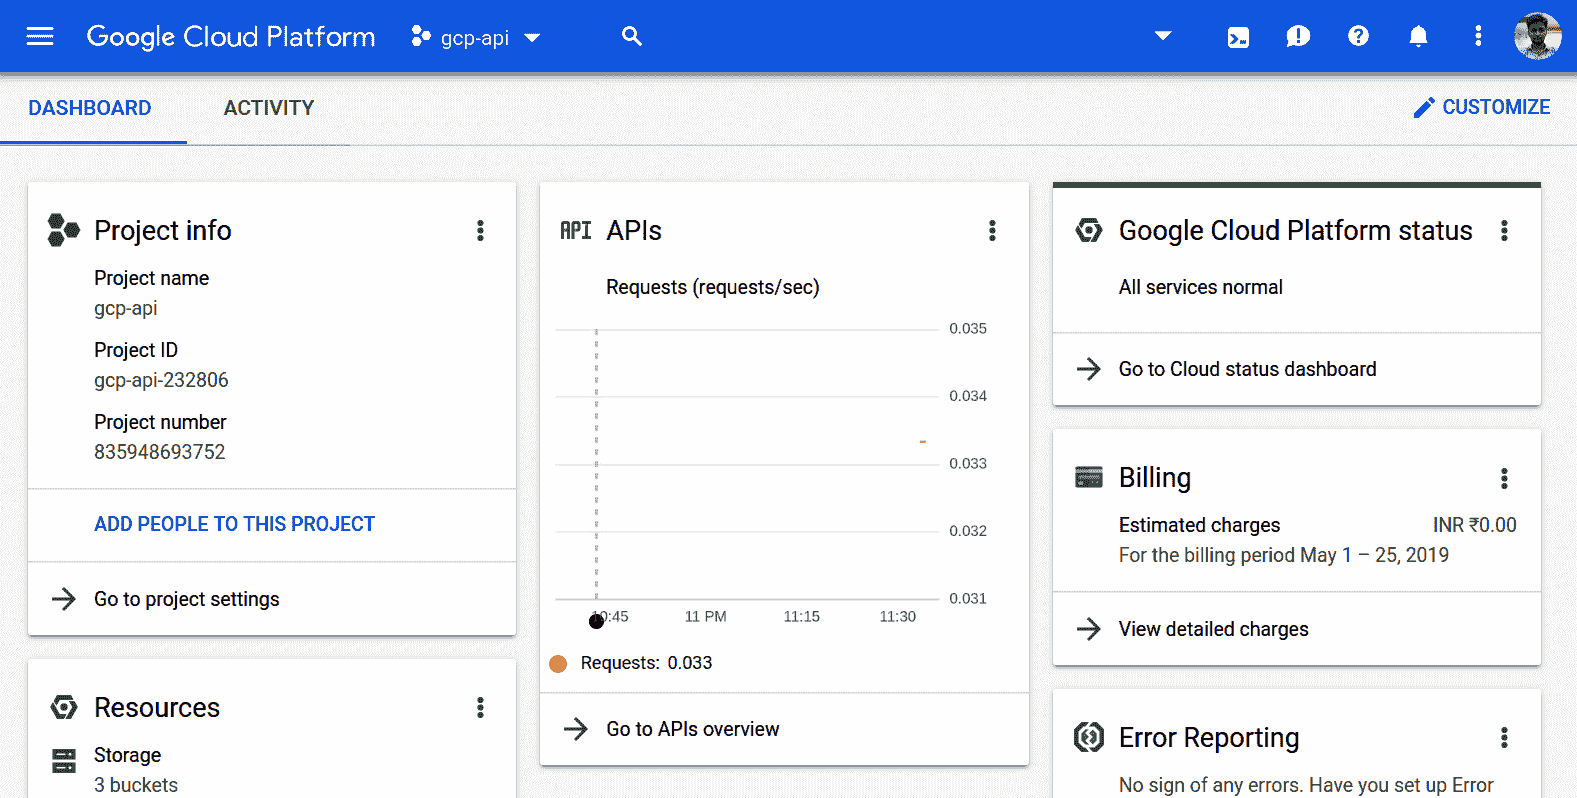 Google Cloud Platform
gcp-api
DASHBOARD
ACTIVITY
CUSTOMIZE
Project info
Project name
gcp-api
Project ID
gcp-api-232806
Project number
835948693752
ADD PEOPLE TO THIS PROJECT
Go to project settings
Resources
Storage
3 buckets
API APIs
Requests (requests/sec)
0.035
0.034
0.033
0.032
0.031
10:45 11 PM 11:15 11:30
Requests: 0.033
Go to APIs overview
Google Cloud Platform status
All services normal
Go to Cloud status dashboard
Billing
Estimated charges INR ₹0.00
For the billing period May 1 – 25, 2019
View detailed charges
Error Reporting
No sign of any errors. Have you set up Error